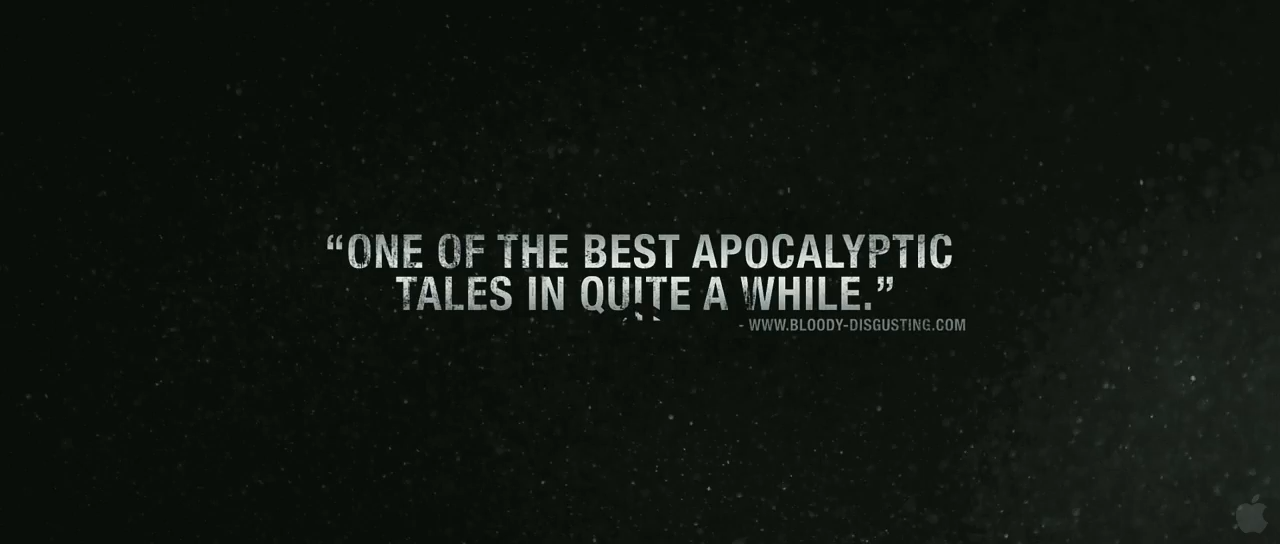 “ONE OF THE BEST APOCALYPTIC
TALES IN QUITE A WHILE.”
- WWW.BLOODY-DISGUSTING.COM